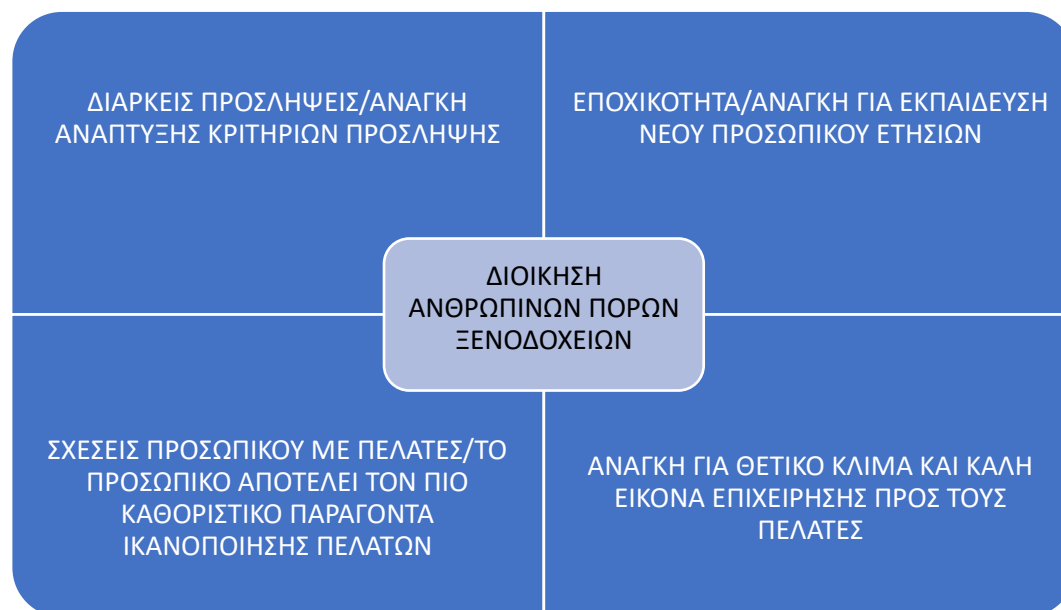 ΔΙΑΡΚΕΙΣ ΠΡΟΣΛΗΨΕΙΣ/ΑΝΑΓΚΗ
ΑΝΑΠΤΥΞΗΣ ΚΡΙΤΗΡΙΩΝ ΠΡΟΣΛΗΨΗΣ
ΕΠΟΧΙΚΟΤΗΤΑ/ΑΝΑΓΚΗ ΓΙΑ ΕΚΠΑΙΔΕΥΣΗ
ΝΕΟΥ ΠΡΟΣΩΠΙΚΟΥ ΕΤΗΣΙΩΝ
ΔΙΟΙΚΗΣΗ
ΑΝΘΡΩΠΙΝΩΝ ΠΟΡΩΝ
ΞΕΝΟΔΟΧΕΙΩΝ
ΣΧΕΣΕΙΣ ΠΡΟΣΩΠΙΚΟΥ ΜΕ ΠΕΛΑΤΕΣ/ΤΟ
ΠΡΟΣΩΠΙΚΟ ΑΠΟΤΕΛΕΙ ΤΟΝ ΠΙΟ
ΚΑΘΟΡΙΣΤΙΚΟ ΠΑΡΑΓΟΝΤΑ
ΙΚΑΝΟΠΟΙΗΣΗΣ ΠΕΛΑΤΩΝ
ΑΝΑΓΚΗ ΓΙΑ ΘΕΤΙΚΟ ΚΛΙΜΑ ΚΑΙ ΚΑΛΗ
ΕΙΚΟΝΑ ΕΠΙΧΕΙΡΗΣΗΣ ΠΡΟΣ ΤΟΥΣ
ΠΕΛΑΤΕΣ